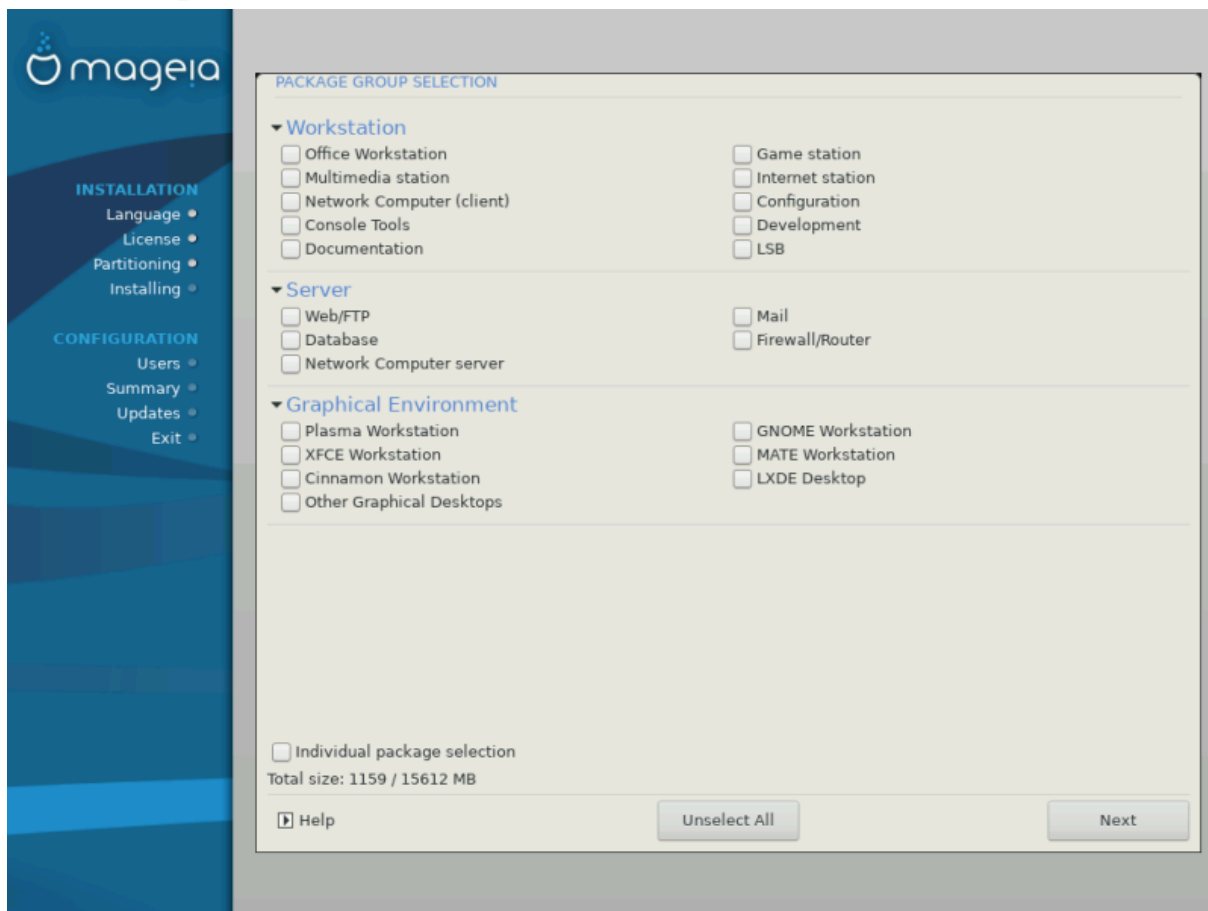 mageia
INSTALLATION
Language
License
Partitioning
Installing
CONFIGURATION
Users
Summary
Updates
Exit
PACKAGE GROUP SELECTION
Workstation
Office Workstation
Game station
Multimedia station
Internet station
Network Computer (client)
Configuration
Console Tools
Development
Documentation
LSB
Server
Web/FTP
Mail
Database
Firewall/Router
Network Computer server
Graphical Environment
Plasma Workstation
GNOME Workstation
XFCE Workstation
MATE Workstation
Cinnamon Workstation
LXDE Desktop
Other Graphical Desktops
Individual package selection
Total size: 1159 / 15612 MB
Help
Unselect All
Next